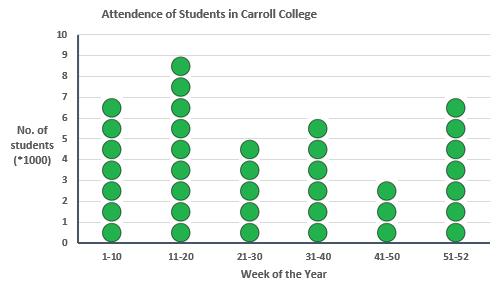 Attendence of Students in Carroll College
10
9
8
7
6
5
4
3
2
1
0
No. of
students
(*1000)
1-10 11-20 21-30 31-40 41-50 51-52
Week of the Year